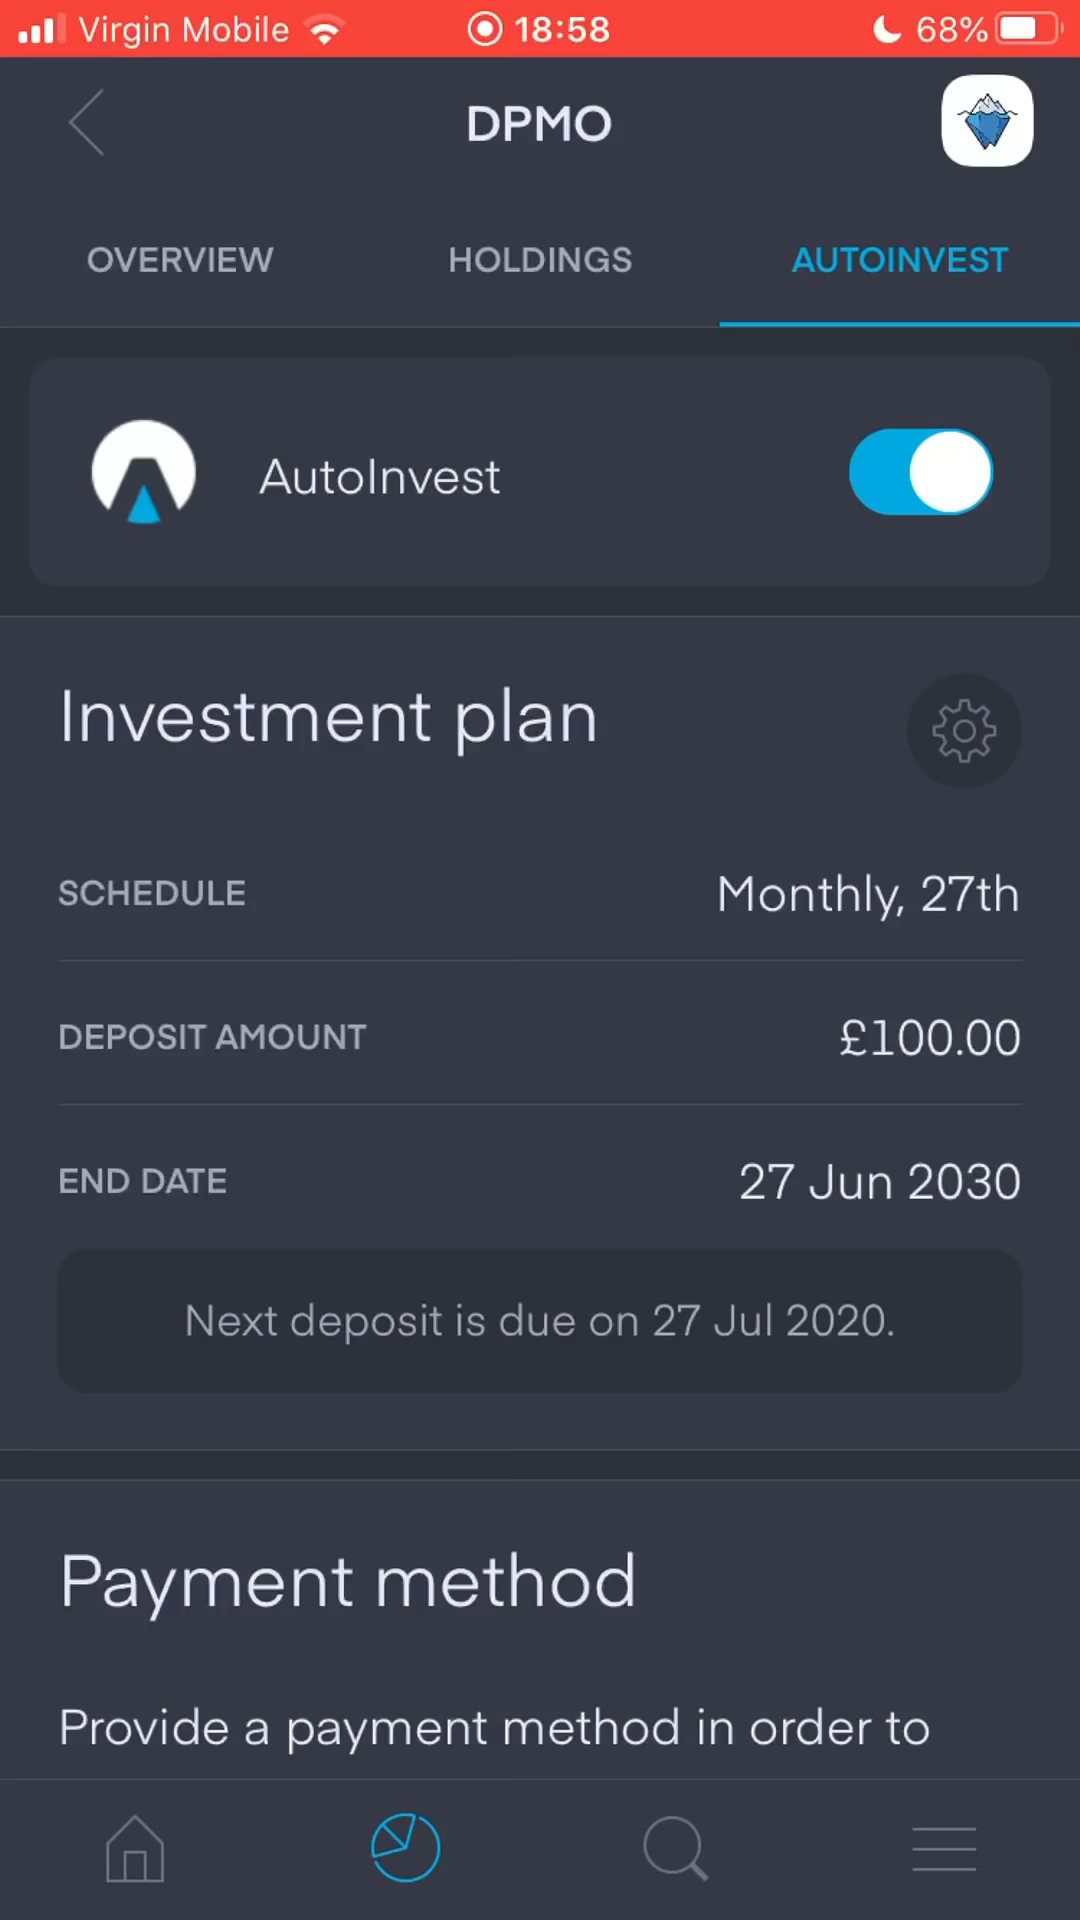 Virgin Mobile 18:58 68%
DPMO
OVERVIEW HOLDINGS AUTOINVEST
AutoInvest
Investment plan
SCHEDULE Monthly, 27th
DEPOSIT AMOUNT £100.00
END DATE 27 Jun 2030
Next deposit is due on 27 Jul 2020.
Payment method
Provide a payment method in order to